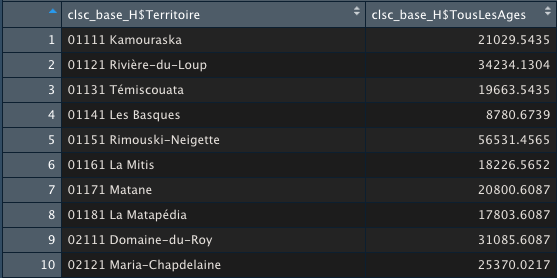 clsc_base_H$Territoire clsc_base_H$TousLesAges
1 01111 Kamouraska 21029.5435
2 01121 Rivière-du-Loup 34234.1304
3 01131 Témiscouata 19663.5435
4 01141 Les Basques 8780.6739
5 01151 Rimouski-Neigette 56531.4565
6 01161 La Mitis 18226.5652
7 01171 Matane 20800.6087
8 01181 La Matapédia 17803.6087
9 02111 Domaine-du-Roy 31085.6087
10 02121 Maria-Chapdelaine 25370.0217